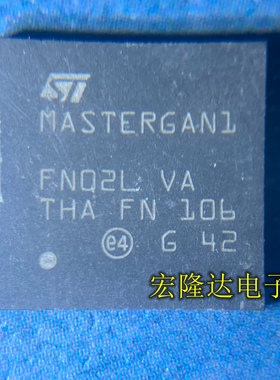 ST
MASTERGAN1
FNQ2L VA
THA FN 106
e4 G 42
宏隆达电子